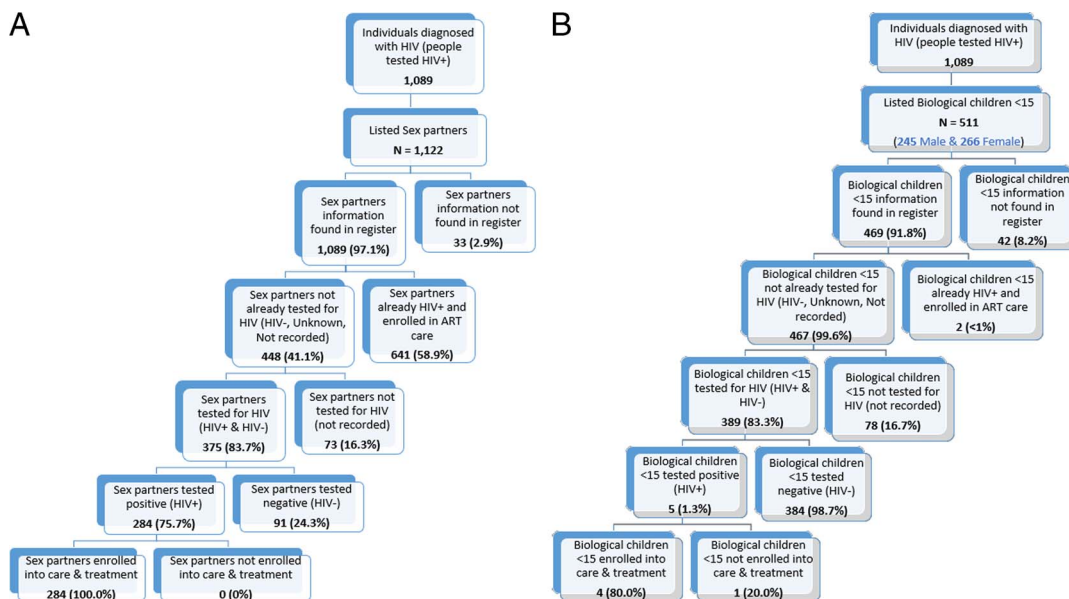 A
Individuals diagnosed
with HIV (people
tested HIV+)
1,089
Listed Sex partners
N = 1,122
Sex partners
information
found in register
1,089 (97.1%)
Sex partners
information not
found in register
33 (2.9%)
Sex partners not
already tested for
HIV (HIV-, Unknown,
Not recorded)
448 (41.1%)
Sex partners
already HIV+ and
enrolled in ART
care
641 (58.9%)
Sex partners
tested for HIV
(HIV+ & HIV-)
375 (83.7%)
Sex partners not
tested for HIV
(not recorded)
73 (16.3%)
Sex partners tested
positive (HIV+)
284 (75.7%)
Sex partners tested
negative (HIV-)
91 (24.3%)
Sex partners enrolled
into care & treatment
284 (100.0%)
Sex partners not enrolled
into care & treatment
0 (0%)
B
Individuals diagnosed with
HIV (people tested HIV+)
1,089
Listed Biological children <15
N = 511
(245 Male & 266 Female)
Biological children
<15 information
found in register
469 (91.8%)
Biological children
<15 information
not found in
register
42 (8.2%)
Biological children <15
not already tested for
HIV (HIV-, Unknown, Not
recorded)
467 (99.6%)
Biological children <15
already HIV+ and
enrolled in ART care
2 (<1%)
Biological children <15
tested for HIV (HIV+ &
HIV-)
389 (83.3%)
Biological children
<15 not tested for
HIV (not recorded)
78 (16.7%)
Biological children
<15 tested positive
(HIV+)
5 (1.3%)
Biological children
<15 tested
negative (HIV-)
384 (98.7%)
Biological children
<15 enrolled into
care & treatment
4 (80.0%)
Biological children
<15 not enrolled into
care & treatment
1 (20.0%)